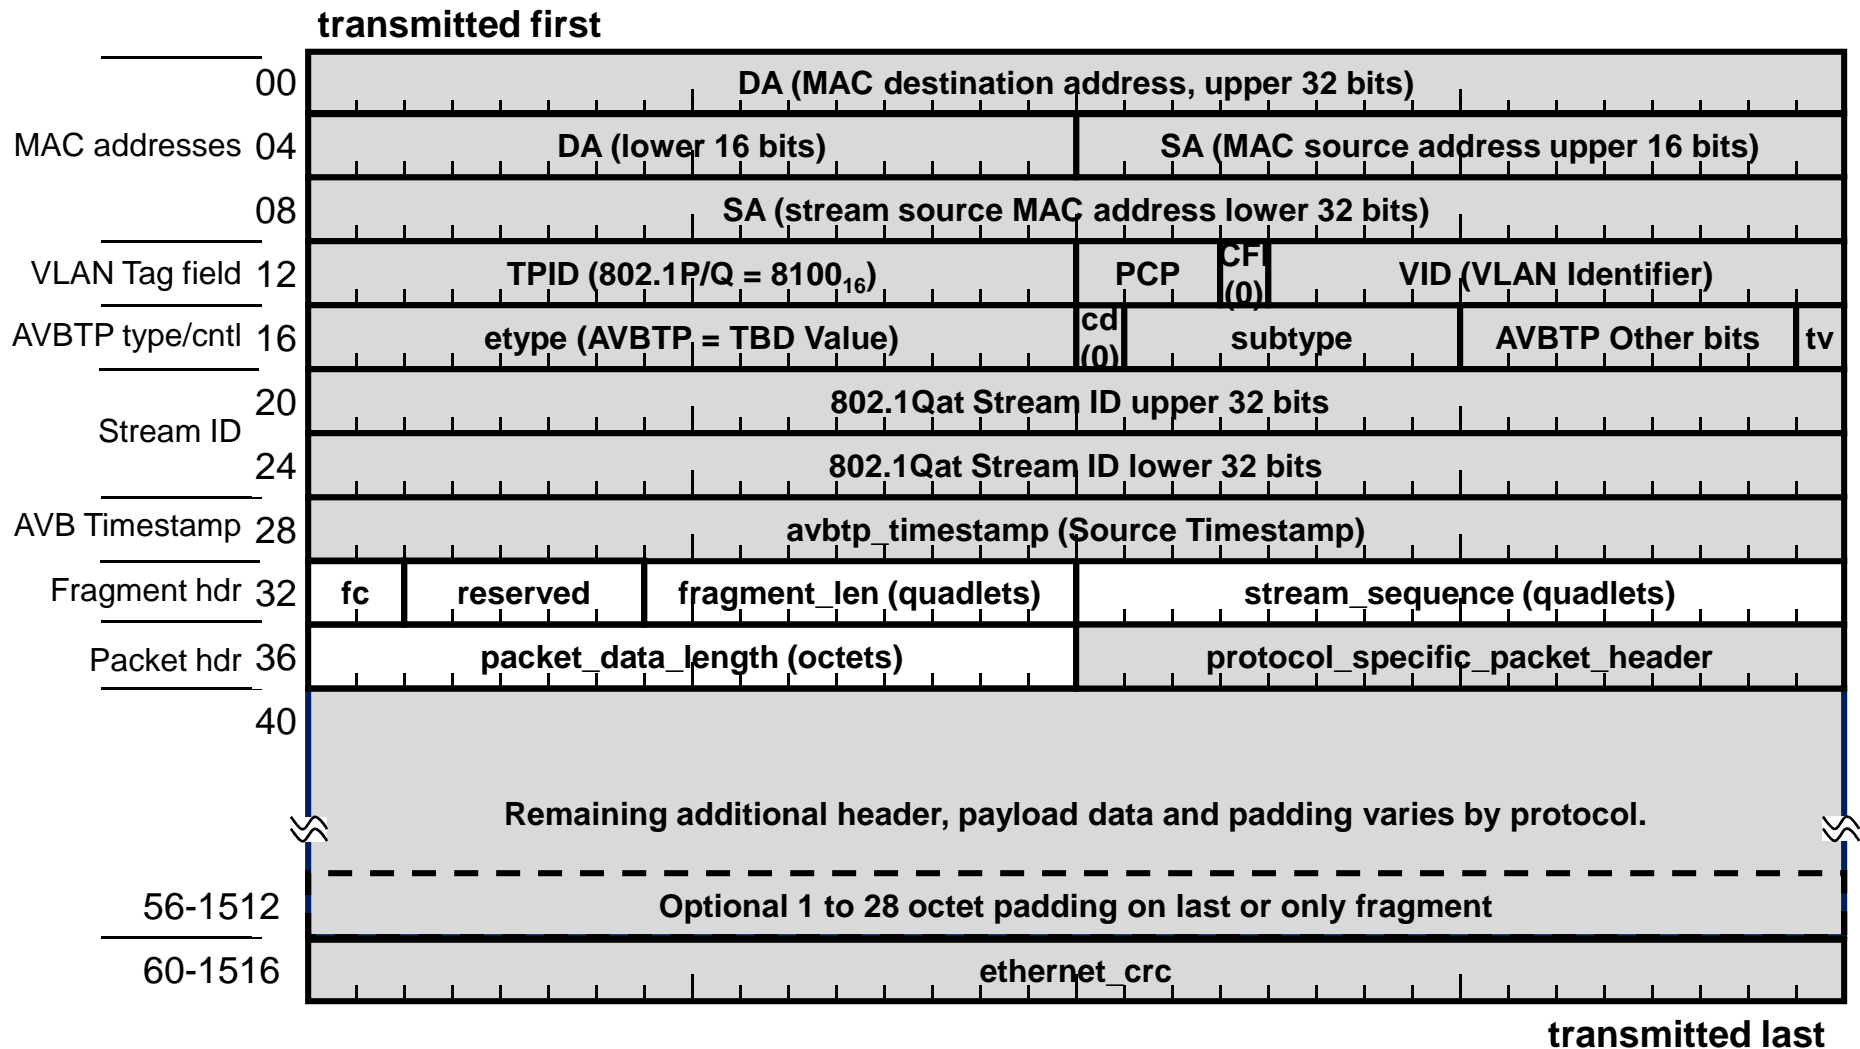 transmitted first
00 DA (MAC destination address, upper 32 bits)
MAC addresses 04 DA (lower 16 bits) SA (MAC source address upper 16 bits)
08 SA (stream source MAC address lower 32 bits)
VLAN Tag field 12 TPID (802.1P/Q = 8100₁₆) PCP CFI (0) VID (VLAN Identifier)
AVBTP type/cntl 16 etype (AVBTP = TBD Value) cd (0) subtype AVBTP Other bits tv
20 802.1Qat Stream ID upper 32 bits
Stream ID
24 802.1Qat Stream ID lower 32 bits
AVB Timestamp 28 avbtp_timestamp (Source Timestamp)
Fragment hdr 32 fc reserved fragment_len (quadlets) stream_sequence (quadlets)
Packet hdr 36 packet_data_length (octets) protocol_specific_packet_header
40
Remaining additional header, payload data and padding varies by protocol.
56-1512 Optional 1 to 28 octet padding on last or only fragment
60-1516 ethernet_crc
transmitted last